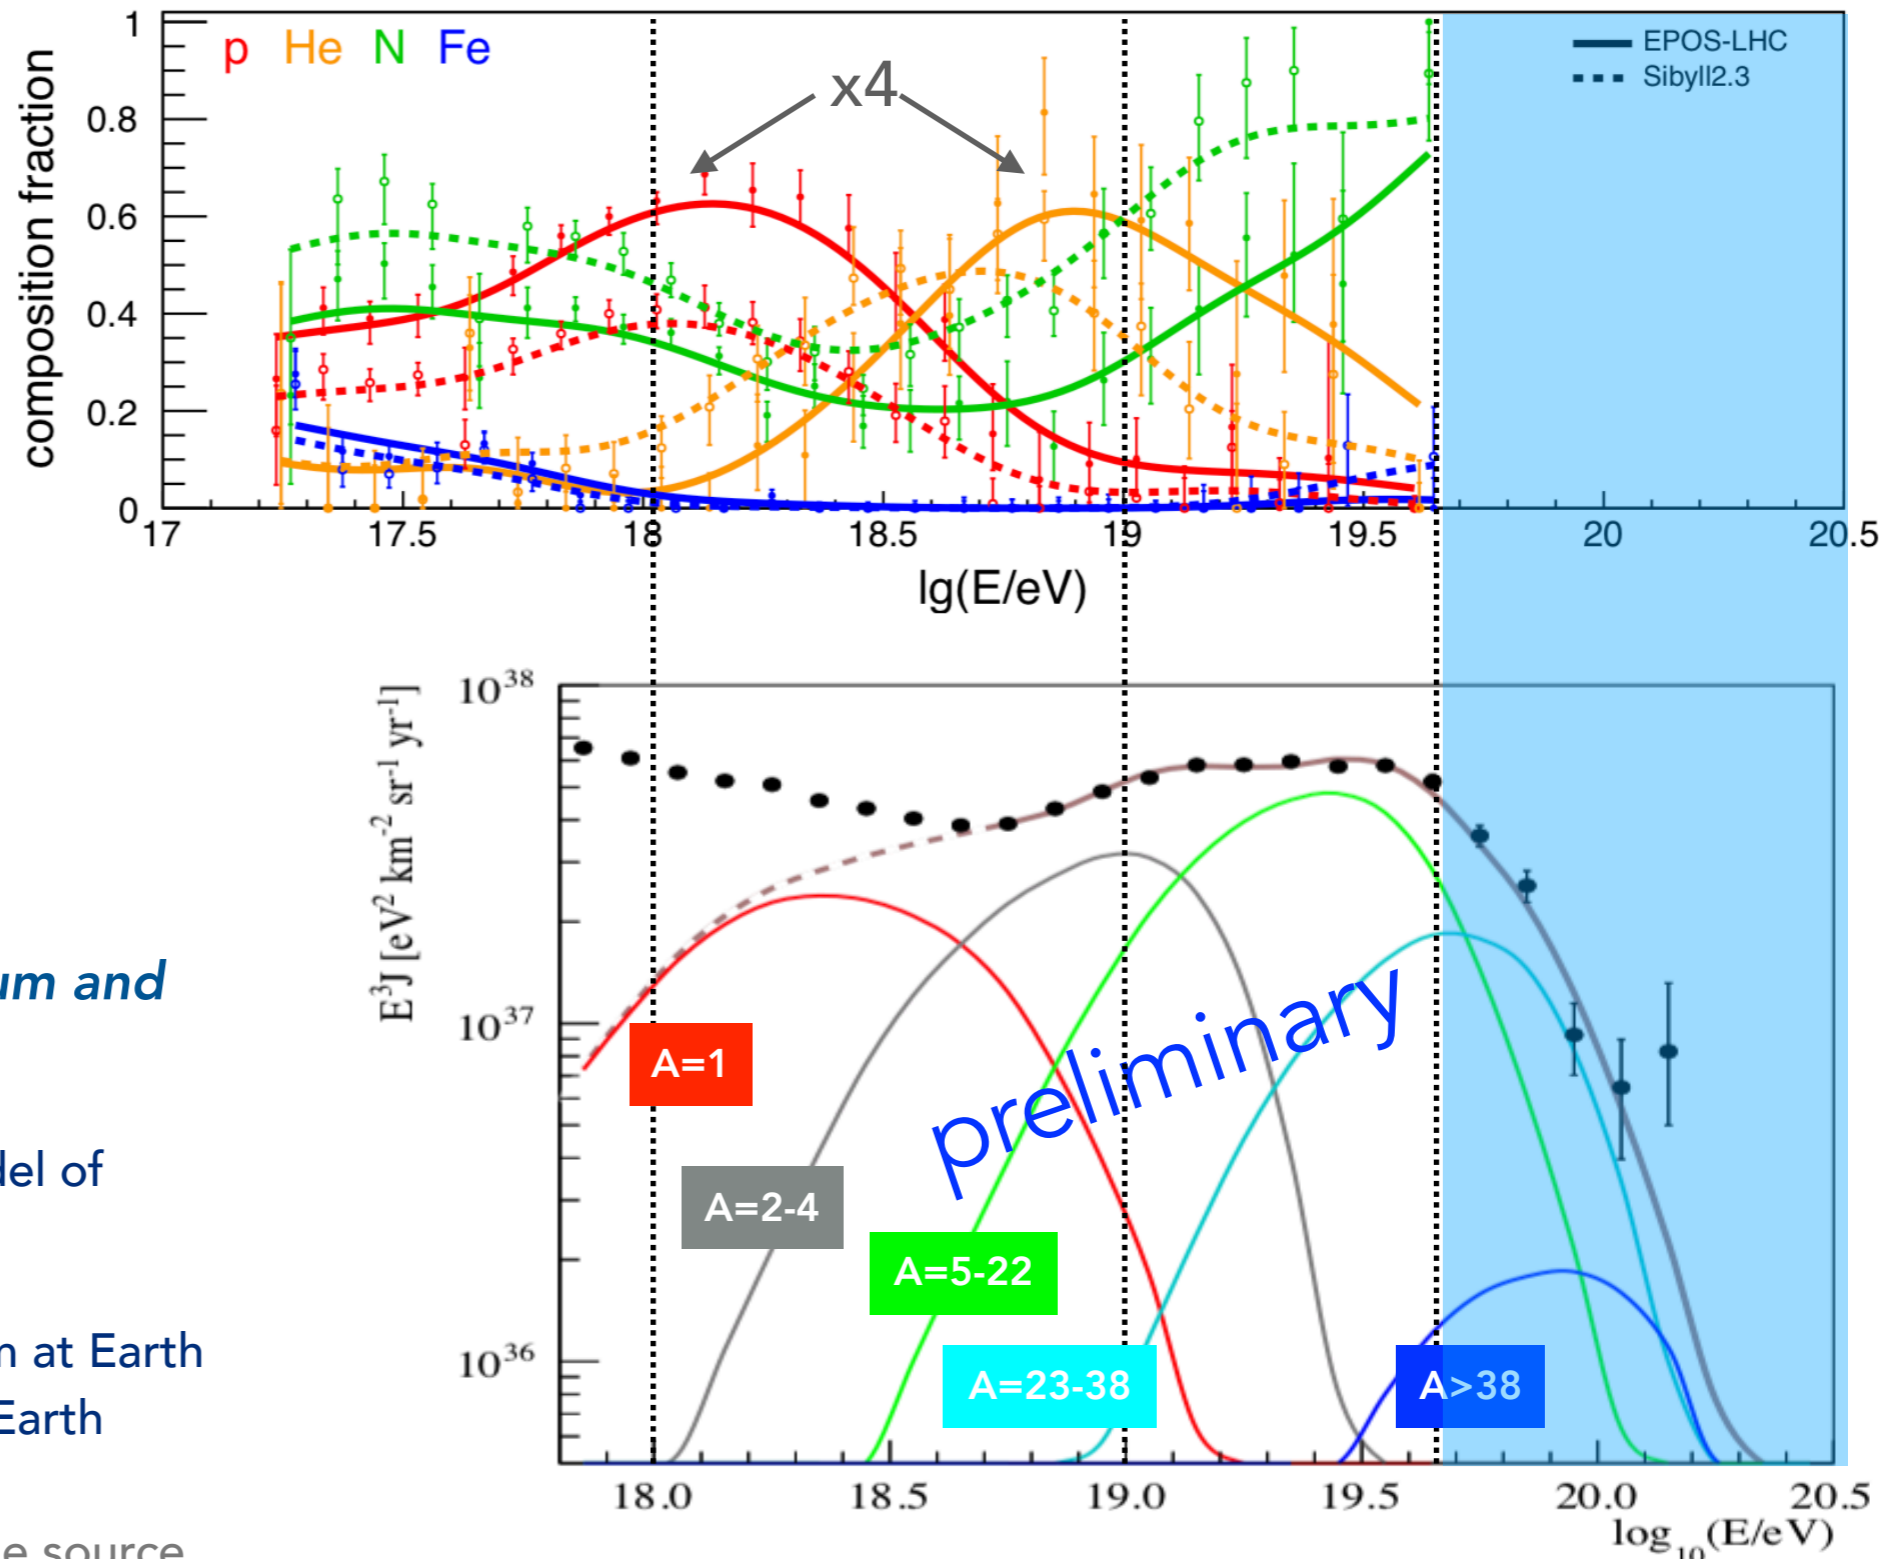 1
p He N Fe
x4
EPOS-LHC
Sibyll2.3
0.8
0.6
0.4
0.2
0
composition fraction
17 17.5 18 18.5 19 19.5 20 20.5
lg(E/eV)
10^38
E^3J [eV^2 km^-2 sr^-1 yr^-1]
um and
10^37
preliminary
A=1
del of
A=2-4
A=5-22
n at Earth
10^36
A=23-38
A>38
Earth
18.0 18.5 19.0 19.5 20.0 20.5
log_10(E/eV)
e source